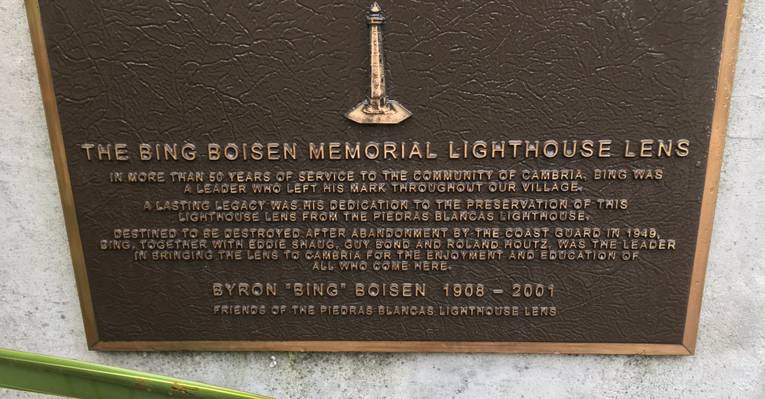 THE BING BOISEN MEMORIAL LIGHTHOUSE LENS
IN MORE THAN 50 YEARS OF SERVICE TO THE COMMUNITY OF CAMBRIA, BING WAS
A LEADER WHO LEFT HIS MARK THROUGHOUT OUR VILLAGE.
A LASTING LEGACY WAS HIS DEDICATION TO THE PRESERVATION OF THIS
LIGHTHOUSE LENS FROM THE PIEDRAS BLANCAS LIGHTHOUSE.
DESTINED TO BE DESTROYED AFTER ABANDONMENT BY THE COAST GUARD IN 1949,
BING, TOGETHER WITH EDDIE SHAUG, GUY BOND AND ROLAND HOUTZ, WAS THE LEADER
IN BRINGING THE LENS TO CAMBRIA FOR THE ENJOYMENT AND EDUCATION OF
ALL WHO COME HERE.
BYRON "BING" BOISEN 1908 – 2001
FRIENDS OF THE PIEDRAS BLANCAS LIGHTHOUSE LENS